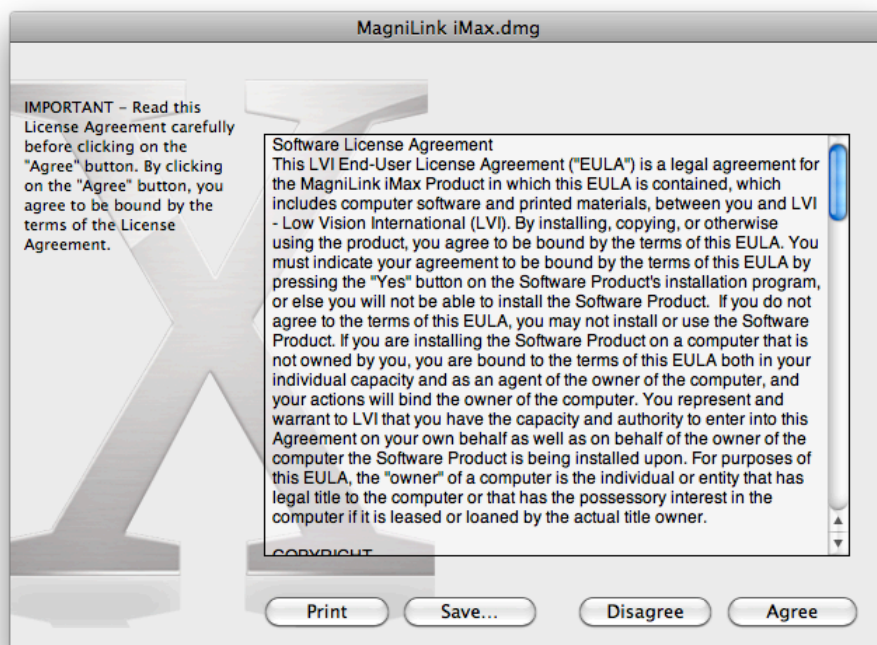 MagniLink iMax.dmg
IMPORTANT – Read this
License Agreement carefully
before clicking on the
"Agree" button. By clicking
on the "Agree" button, you
agree to be bound by the
terms of the License
Agreement.
Software License Agreement
This LVI End-User License Agreement ("EULA") is a legal agreement for
the MagniLink iMax Product in which this EULA is contained, which
includes computer software and printed materials, between you and LVI
- Low Vision International (LVI). By installing, copying, or otherwise
using the product, you agree to be bound by the terms of this EULA. You
must indicate your agreement to be bound by the terms of this EULA by
pressing the "Yes" button on the Software Product's installation program,
or else you will not be able to install the Software Product.  If you do not
agree to the terms of this EULA, you may not install or use the Software
Product. If you are installing the Software Product on a computer that is
not owned by you, you are bound to the terms of this EULA both in your
individual capacity and as an agent of the owner of the computer, and
your actions will bind the owner of the computer. You represent and
warrant to LVI that you have the capacity and authority to enter into this
Agreement on your own behalf as well as on behalf of the owner of the
computer the Software Product is being installed upon. For purposes of
this EULA, the "owner" of a computer is the individual or entity that has
legal title to the computer or that has the possessory interest in the
computer if it is leased or loaned by the actual title owner.
COPYRIGHT
Print
Save...
Disagree
Agree